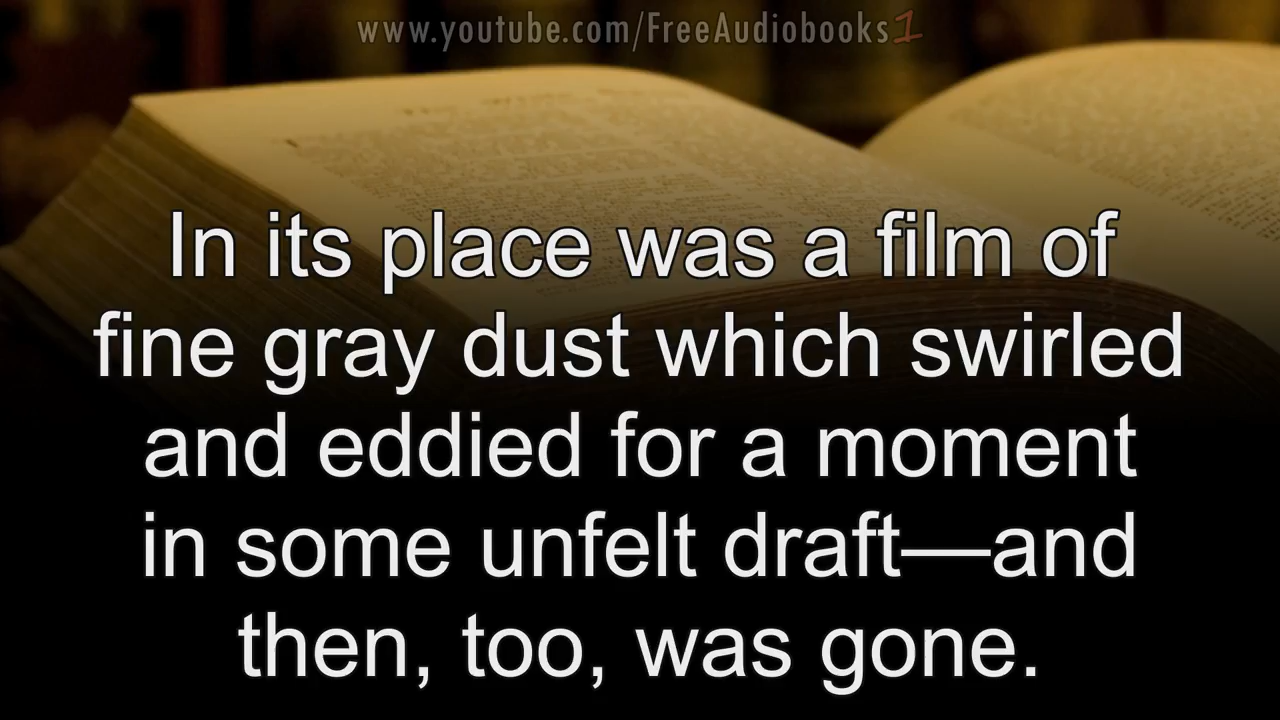 www.youtube.com/FreeAudiobooks1
In its place was a film of
fine gray dust which swirled
and eddied for a moment
in some unfelt draft—and
then, too, was gone.